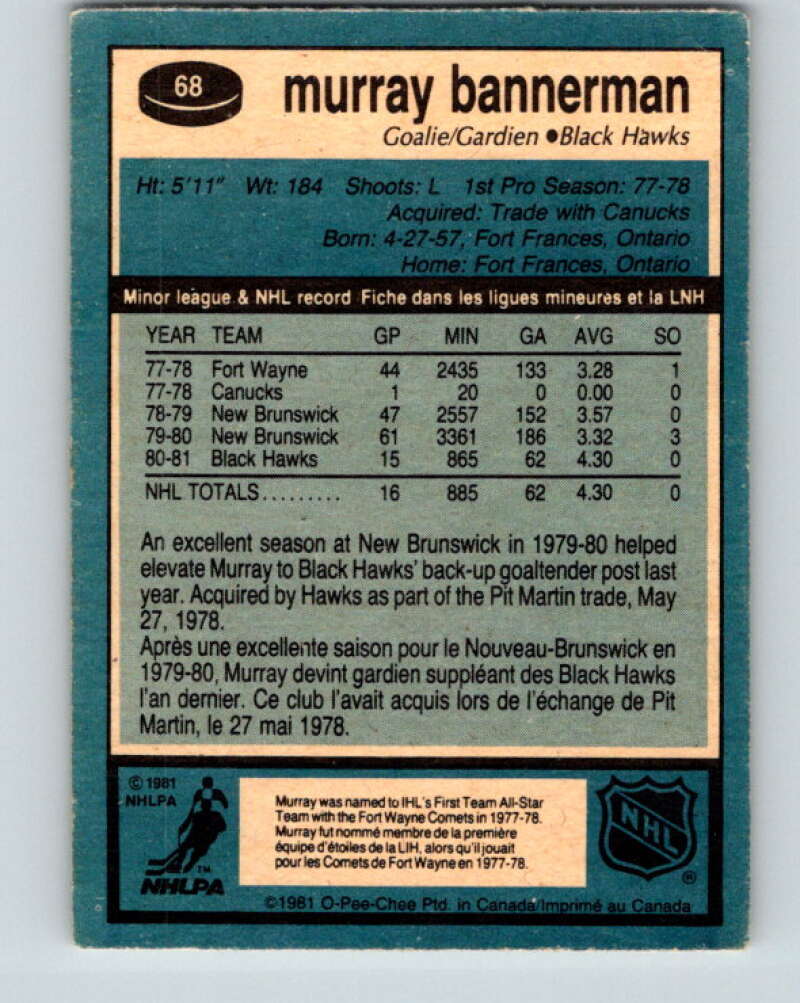 68
murray bannerman
Goalie/Gardien ●Black Hawks
Ht: 5'11" Wt: 184 Shoots: L 1st Pro Season: 77-78
Acquired: Trade with Canucks
Born: 4-27-57, Fort Frances, Ontario
Home: Fort Frances, Ontario
Minor league & NHL record Fiche dans les ligues mineures et la LNH
YEAR TEAM GP MIN GA AVG SO
77-78 Fort Wayne 44 2435 133 3.28 1
77-78 Canucks 1 20 0 0.00 0
78-79 New Brunswick 47 2557 152 3.57 0
79-80 New Brunswick 61 3361 186 3.32 3
80-81 Black Hawks 15 865 62 4.30 0
NHL TOTALS......... 16 885 62 4.30 0
An excellent season at New Brunswick in 1979-80 helped
elevate Murray to Black Hawks' back-up goaltender post last
year. Acquired by Hawks as part of the Pit Martin trade, May
27, 1978.
Après une excellente saison pour le Nouveau-Brunswick en
1979-80, Murray devint gardien suppléant des Black Hawks
l'an dernier. Ce club l'avait acquis lors de l'échange de Pit
Martin, le 27 mai 1978.
© 1981
NHLPA
TM
NHLPA
Murray was named to IHL's First Team All-Star
Team with the Fort Wayne Comets in 1977-78.
Murray fut nommé membre de la première
équipe d'étoiles de la LIH, alors qu'il jouait
pour les Comets de Fort Wayne en 1977-78.
NHL
®
©1981 O-Pee-Chee Ptd. in Canada/Imprimé au Canada